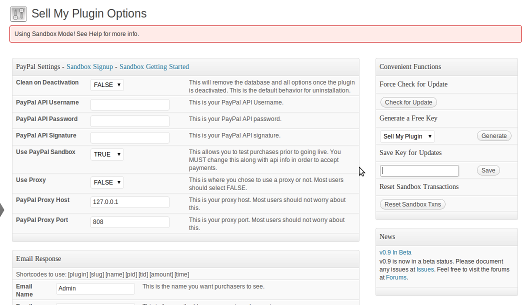 Sell My Plugin Options
Using Sandbox Mode! See Help for more info.
PayPal Settings - Sandbox Signup - Sandbox Getting Started
Clean on Deactivation
FALSE
This will remove the database and all options once the plugin
is deactivated. This is the default behavior for uninstallation.
PayPal API Username
This is your PayPal API Username.
PayPal API Password
This is your PayPal API password.
PayPal API Signature
This is your PayPal API signature.
Use PayPal Sandbox
TRUE
This allows you to test purchases prior to going live. You
MUST change this along with api info in order to accept
payments.
Use Proxy
FALSE
This is where you chose to use a proxy or not. Most users
should select FALSE.
PayPal Proxy Host
127.0.0.1
This is your proxy host. Most users should not worry about
this.
PayPal Proxy Port
808
This is your proxy port. Most users should not worry about
this.
Email Response
Shortcodes to use: [plugin] [slug] [name] [pid] [tid] [amount] [time]
Email
Name
Admin
This is the name you want purchasers to see.
Convenient Functions
Force Check for Update
Check for Update
Generate a Free Key
Sell My Plugin
Generate
Save Key for Updates
Save
Reset Sandbox Transactions
Reset Sandbox Txns
News
v0.9 In Beta
v0.9 is now in a beta status. Please document
any issues at Issues. Feel free to visit the forums
at Forums.